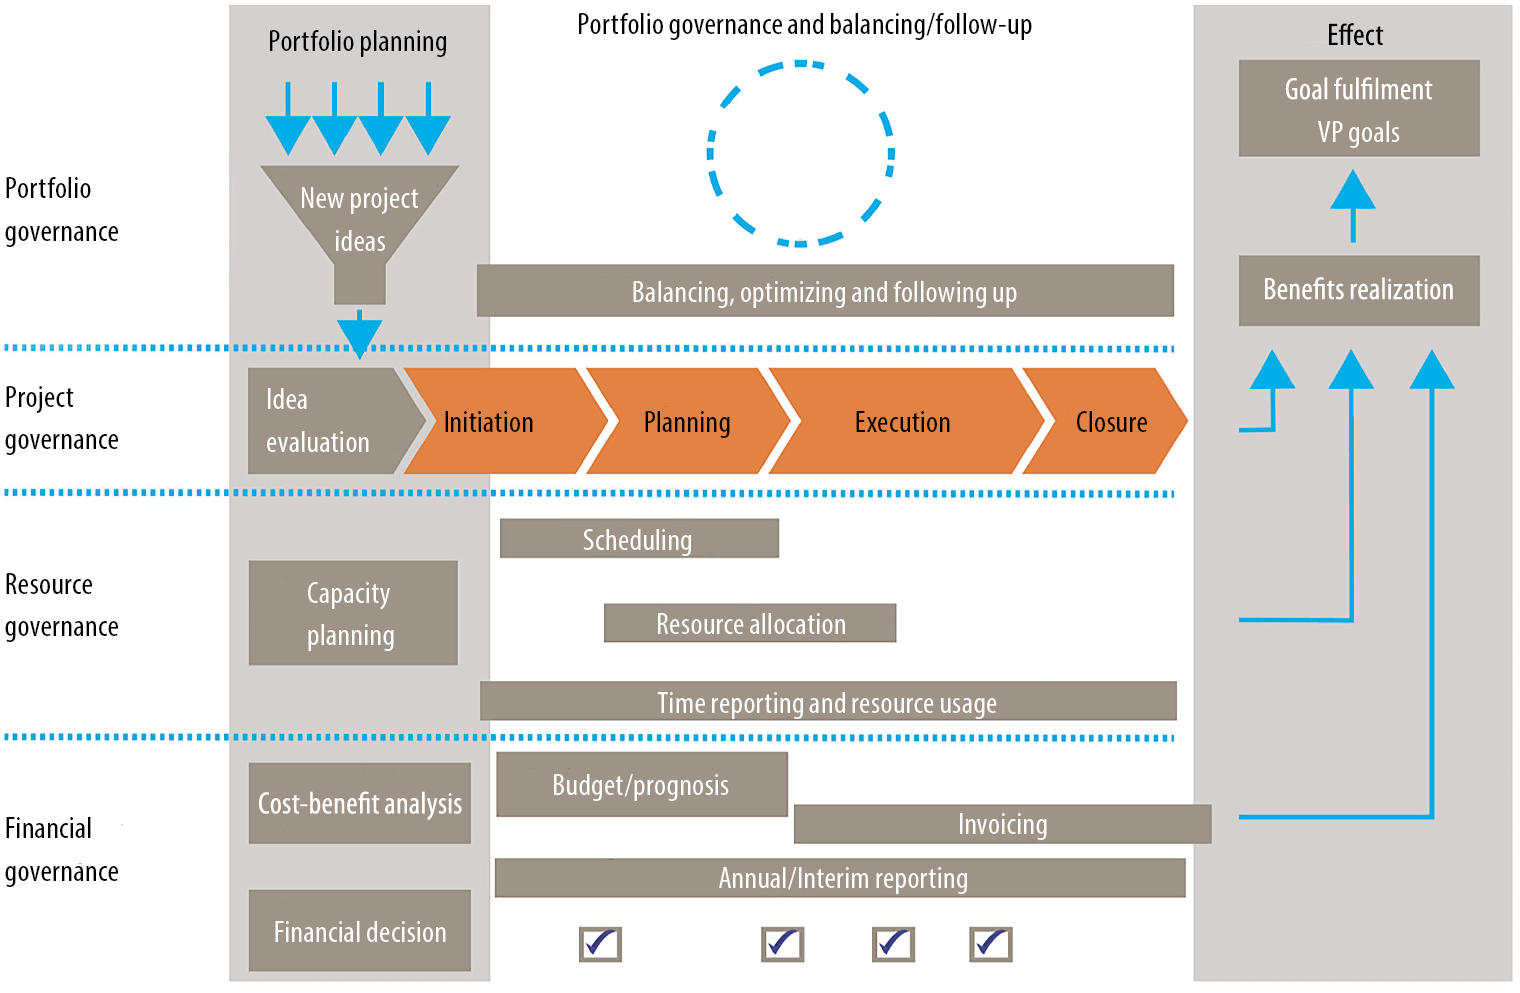 Portfolio planning
Portfolio governance and balancing/follow-up
Effect
Goal fulfilment
VP goals
Portfolio
governance
New project
ideas
Balancing, optimizing and following up
Benefits realization
Project
governance
Idea
evaluation
Initiation
Planning
Execution
Closure
Resource
governance
Scheduling
Capacity
planning
Resource allocation
Time reporting and resource usage
Financial
governance
Cost-benefit analysis
Budget/prognosis
Invoicing
Annual/Interim reporting
Financial decision